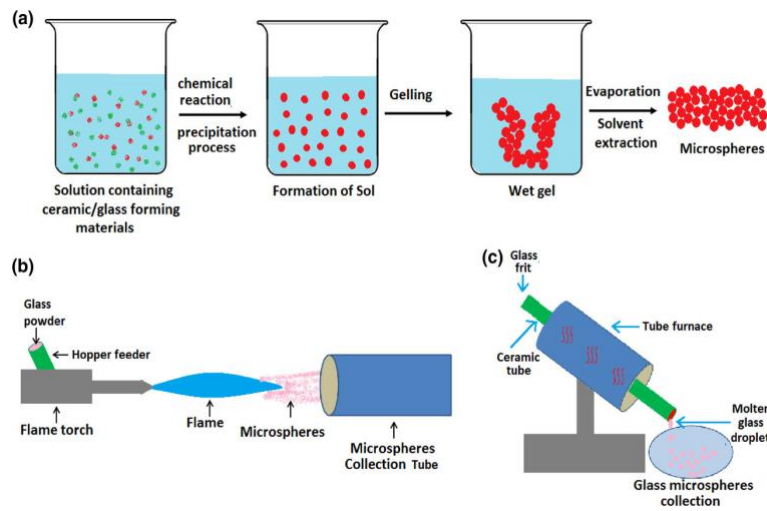 (a)
chemical
reaction
precipitation
process
Gelling
Evaporation
Solvent
extraction
Solution containing
ceramic/glass forming
materials
Formation of Sol
Wet gel
Microspheres
(b)
Glass
powder
Hopper feeder
Flame torch
Flame
Microspheres
Microspheres
Collection Tube
(c)
Glass
frit
Tube furnace
Ceramic
tube
Molten
glass
droplet
Glass microspheres
collection